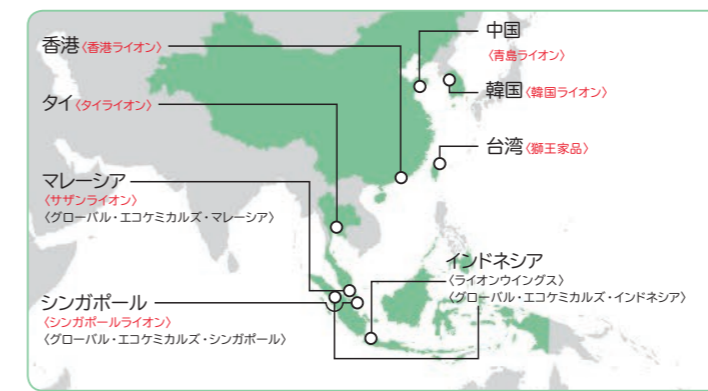 香港〈香港ライオン〉
タイ〈タイライオン〉
マレーシア
〈サザンライオン〉
〈グローバル・エコケミカルズ・マレーシア〉
シンガポール
〈シンガポールライオン〉
〈グローバル・エコケミカルズ・シンガポール〉
中国
〈青島ライオン〉
韓国〈韓国ライオン〉
台湾〈獅王家品〉
インドネシア
〈ライオンウイングス〉
〈グローバル・エコケミカルズ・インドネシア〉